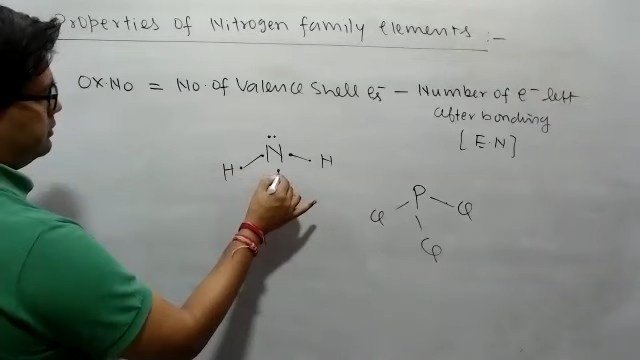 Properties of Nitrogen family elements :-
Ox.No = No. of Valence Shell es – Number of e⁻ left
after bonding
[E.N]
N
H H
P
Cl Cl
Cl